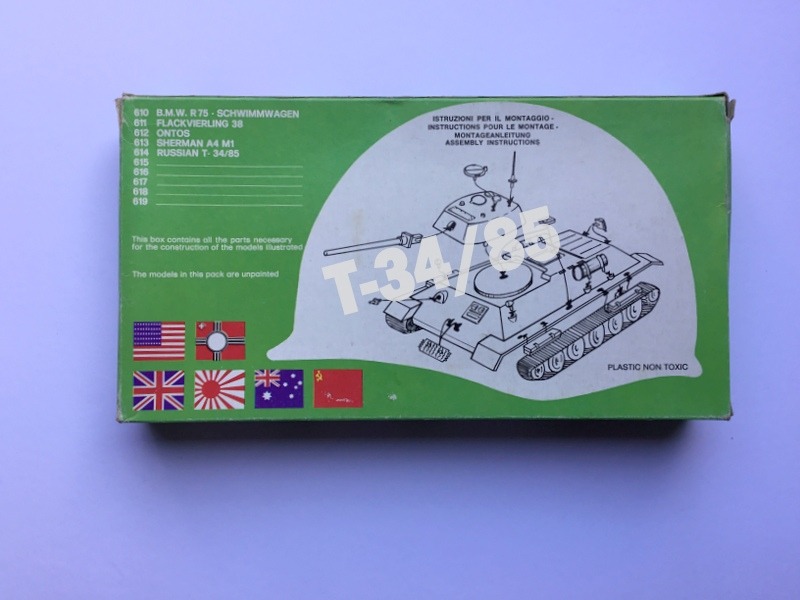 610 B.M.W. R75 - SCHWIMMWAGEN
611 FLACKVIERLING 38
612 ONTOS
613 SHERMAN A4 M1
614 RUSSIAN T- 34/85
615
616
617
618
619
This box contains all the parts necessary
for the construction of the models illustrated
The models in this pack are unpainted
ISTRUZIONI PER IL MONTAGGIO -
INSTRUCTIONS POUR LE MONTAGE -
MONTAGEANLEITUNG
ASSEMBLY INSTRUCTIONS
T-34/85
PLASTIC NON TOXIC